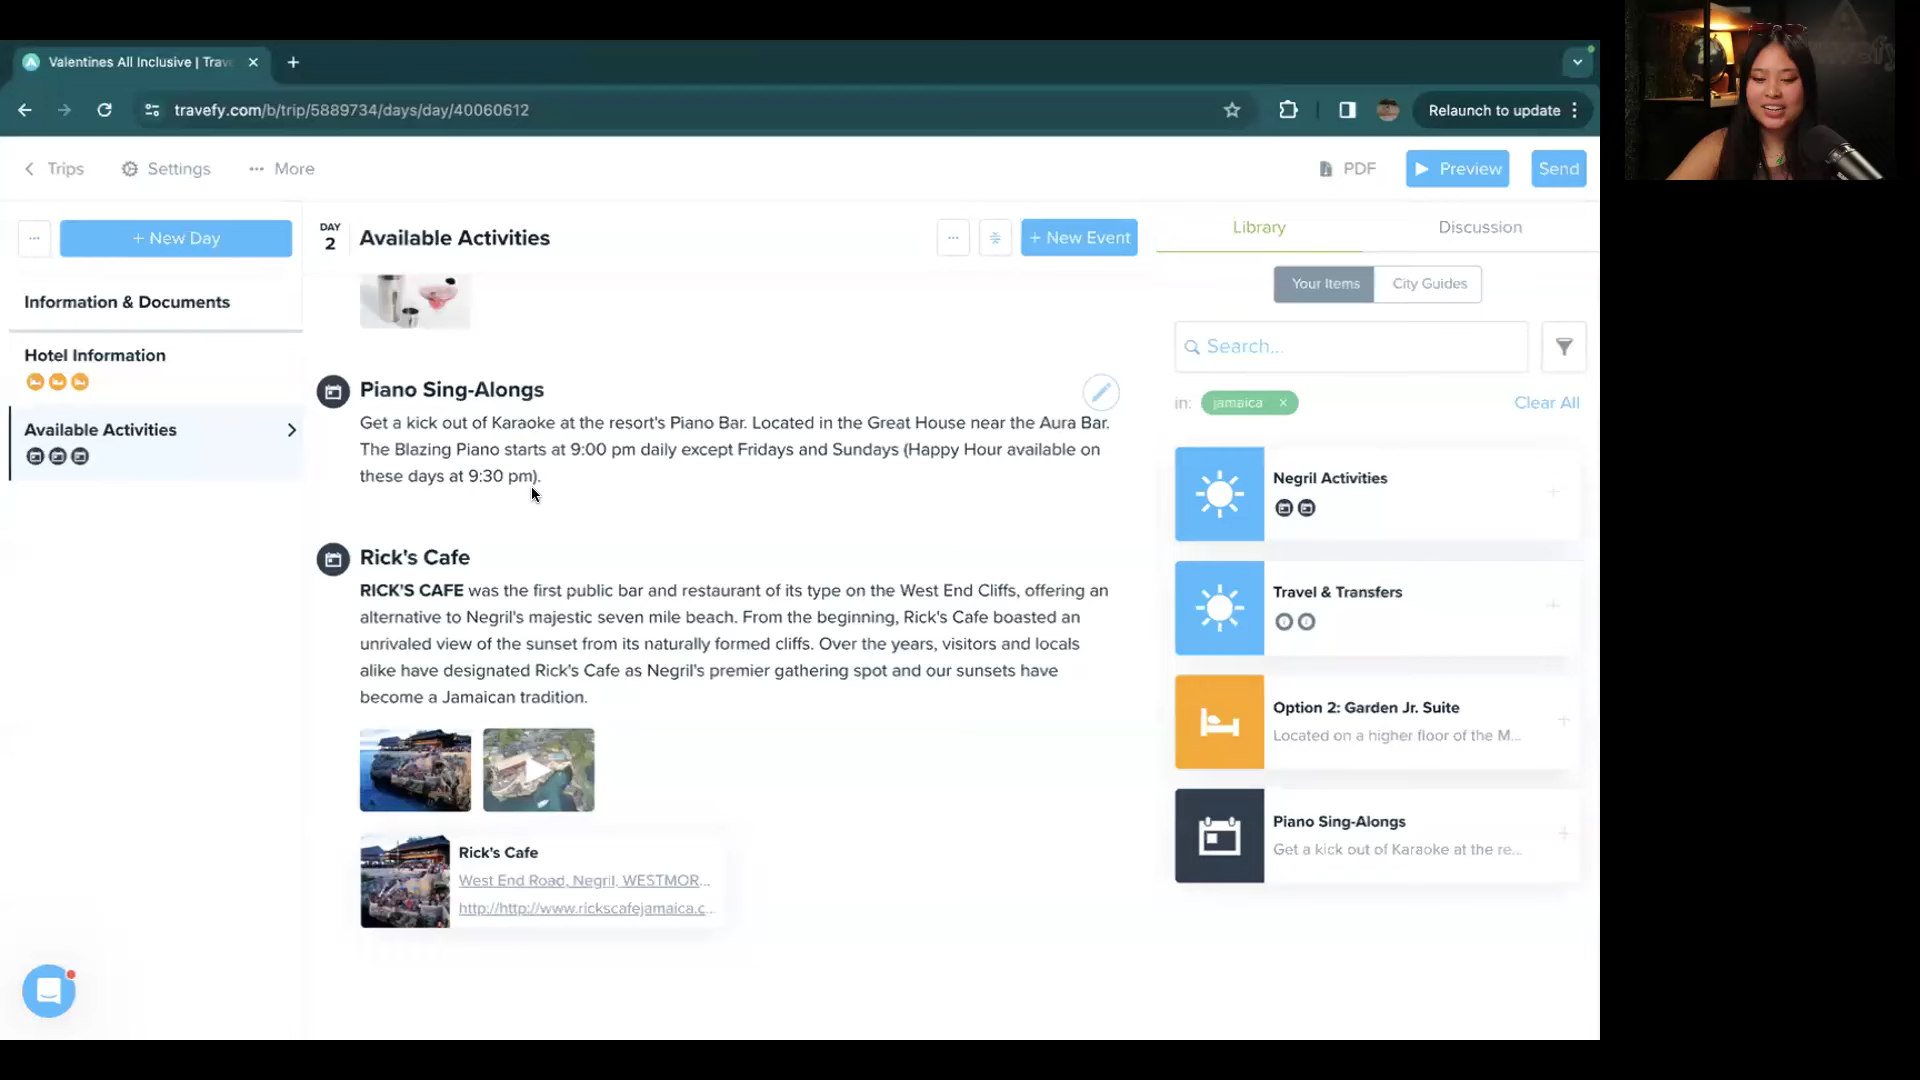 Valentines All Inclusive | Trav
travefy.com/b/trip/5889734/days/day/40060612
Relaunch to update
Trips
Settings
More
PDF
Preview
Send
+ New Day
Information & Documents
Hotel Information
Available Activities
DAY
2
Available Activities
+ New Event
Piano Sing-Alongs
Get a kick out of Karaoke at the resort's Piano Bar. Located in the Great House near the Aura Bar.
The Blazing Piano starts at 9:00 pm daily except Fridays and Sundays (Happy Hour available on
these days at 9:30 pm).
Rick's Cafe
RICK'S CAFE was the first public bar and restaurant of its type on the West End Cliffs, offering an
alternative to Negril's majestic seven mile beach. From the beginning, Rick's Cafe boasted an
unrivaled view of the sunset from its naturally formed cliffs. Over the years, visitors and locals
alike have designated Rick's Cafe as Negril's premier gathering spot and our sunsets have
become a Jamaican tradition.
Rick's Cafe
West End Road, Negril, WESTMOR...
http://http://www.rickscafejamaica.c...
Library
Discussion
Your Items
City Guides
Search...
in:
jamaica ×
Clear All
Negril Activities
Travel & Transfers
Option 2: Garden Jr. Suite
Located on a higher floor of the M...
Piano Sing-Alongs
Get a kick out of Karaoke at the re...